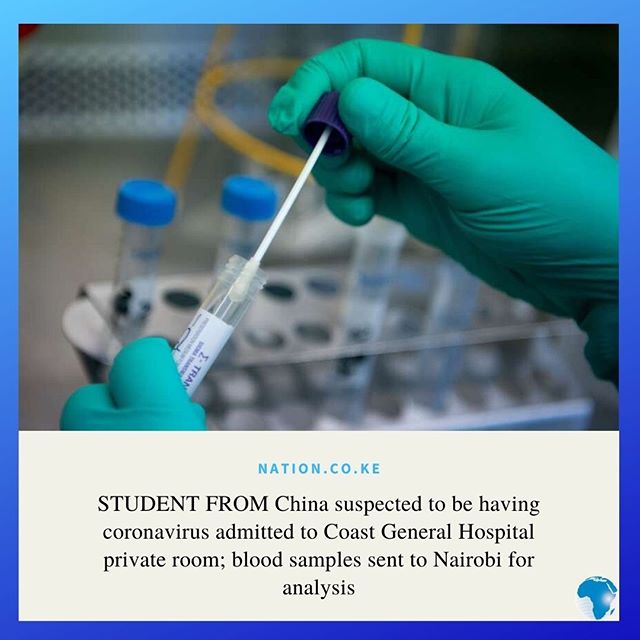 Σ-TRAN
NATION.CO.KE
STUDENT FROM China suspected to be having
coronavirus admitted to Coast General Hospital
private room; blood samples sent to Nairobi for
analysis